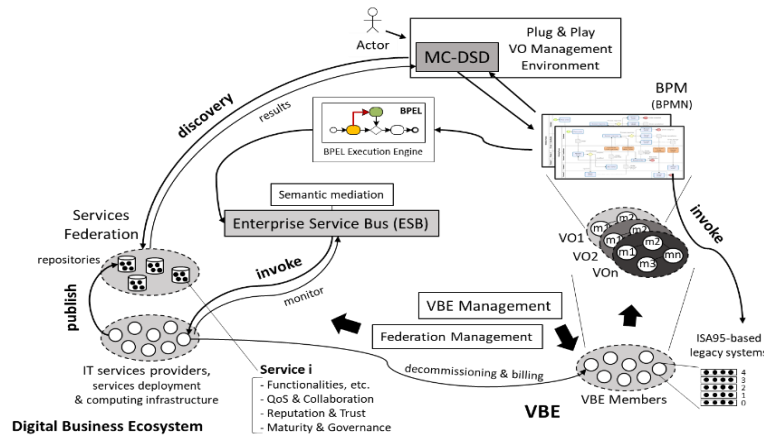 Actor
Plug & Play
VO Management
Environment
MC-DSD
BPM
(BPMN)
discovery
results
BPEL
BPEL Execution Engine
Semantic mediation
Enterprise Service Bus (ESB)
Services
Federation
repositories
publish
invoke
monitor
invoke
VO1
VO2
VOn
m2
m1
m1
m2
m1
m3
mn
VBE Management
Federation Management
ISA95-based
legacy systems
4
3
2
1
0
IT services providers,
services deployment
& computing infrastructure
Service i
- Functionalities, etc.
- QoS & Collaboration
- Reputation & Trust
- Maturity & Governance
decommissioning & billing
VBE Members
VBE
Digital Business Ecosystem